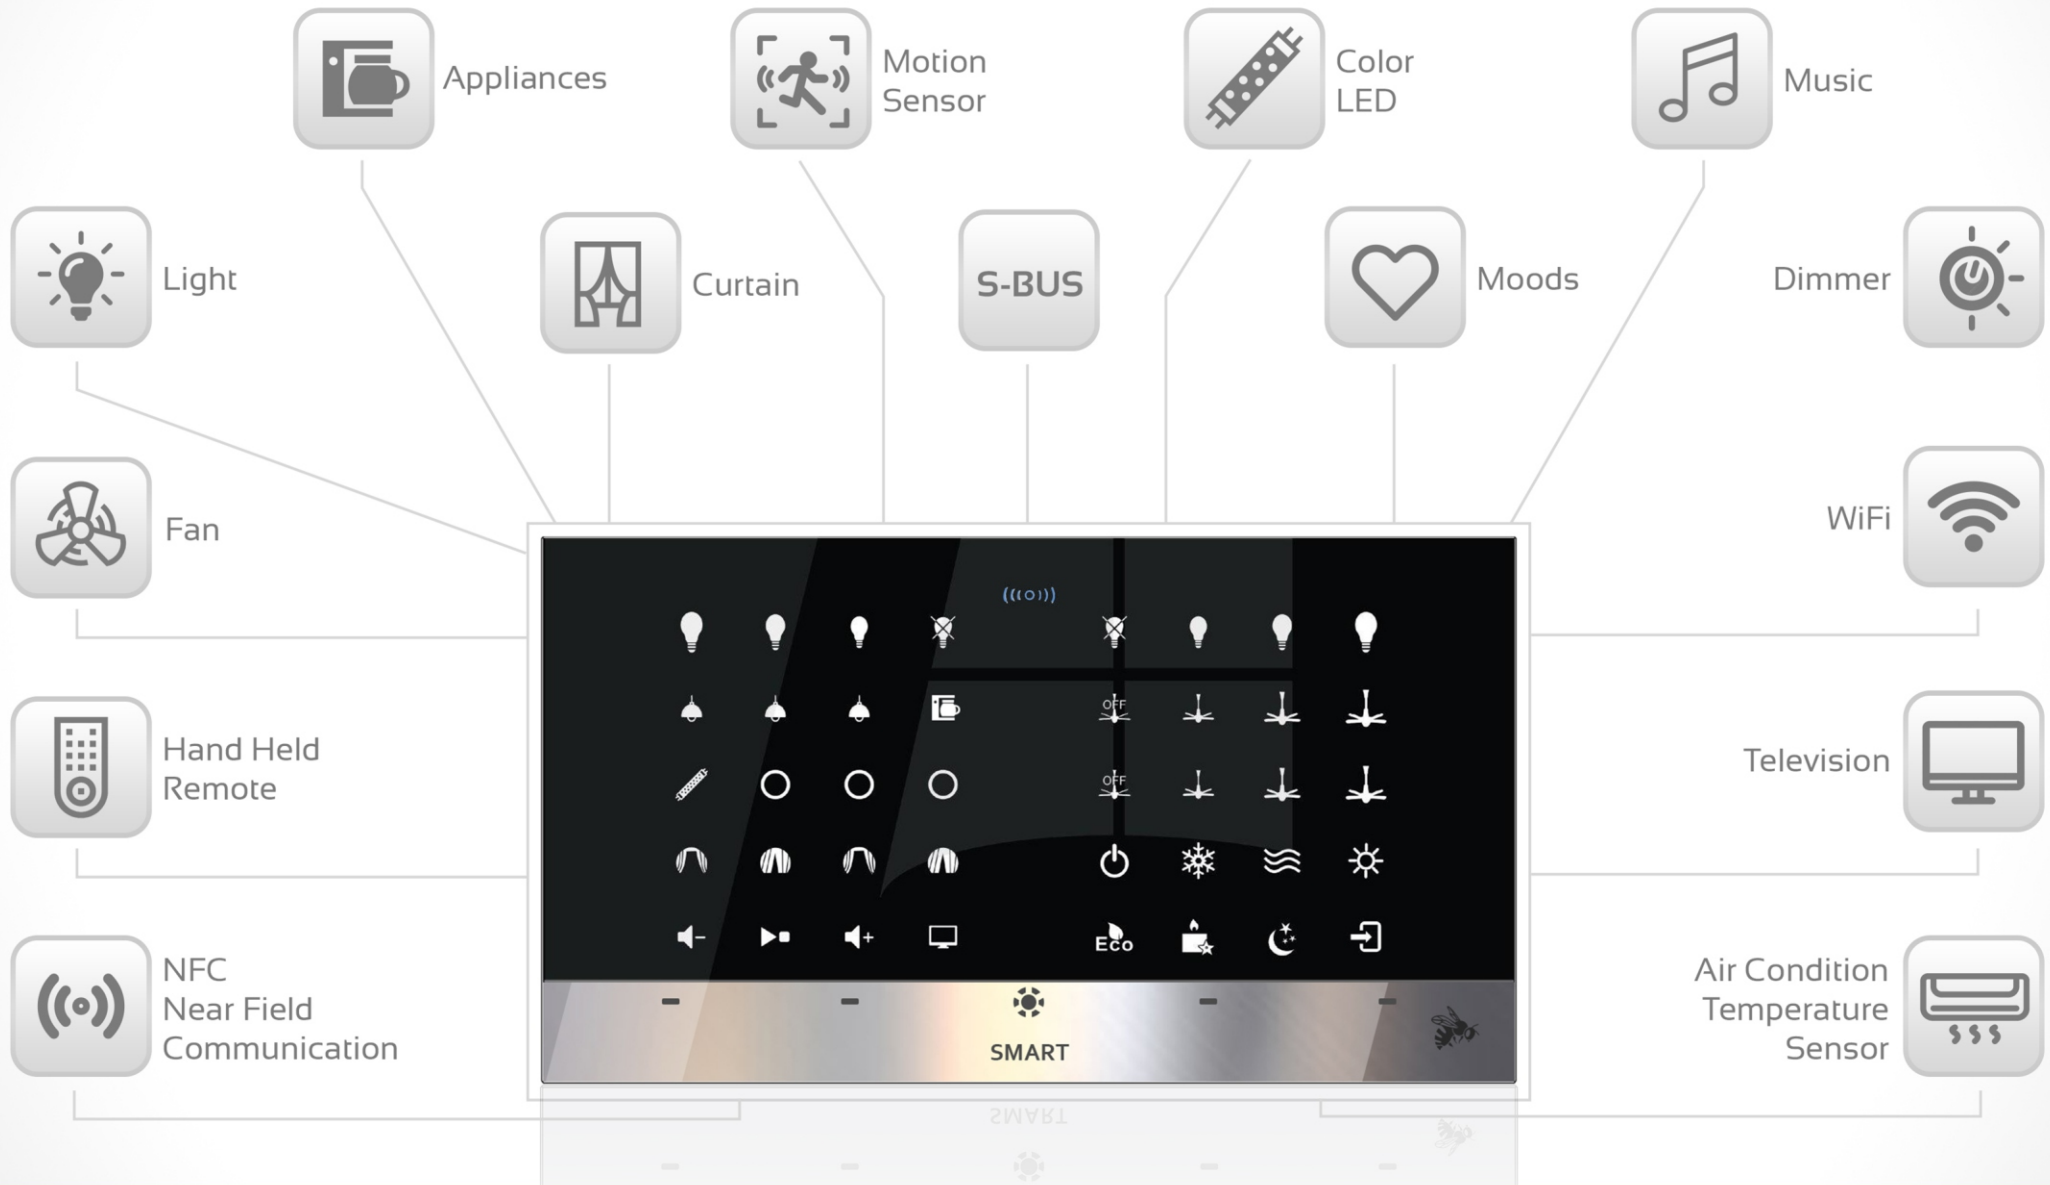 Appliances
Motion
Sensor
Color
LED
Music
Light
Curtain
S-BUS
Moods
Dimmer
Fan
WiFi
Hand Held
Remote
Television
NFC
Near Field
Communication
Air Condition
Temperature
Sensor
OFF
OFF
Eco
SMART
SMART